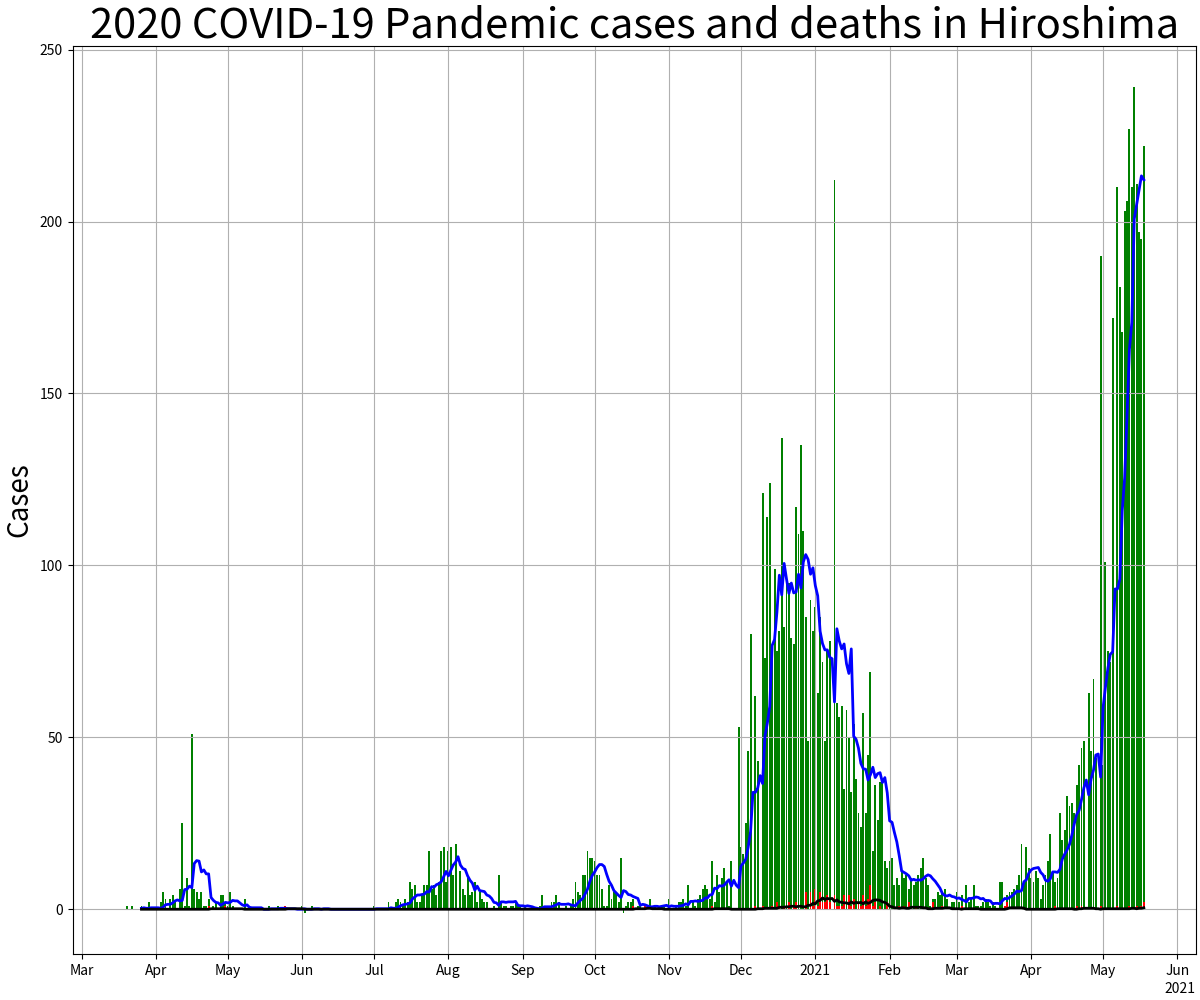 2020 COVID-19 Pandemic cases and deaths in Hiroshima
250
200
150
100
50
0
Cases
Mar Apr May Jun Jul Aug Sep Oct Nov Dec 2021 Feb Mar Apr May Jun
2021